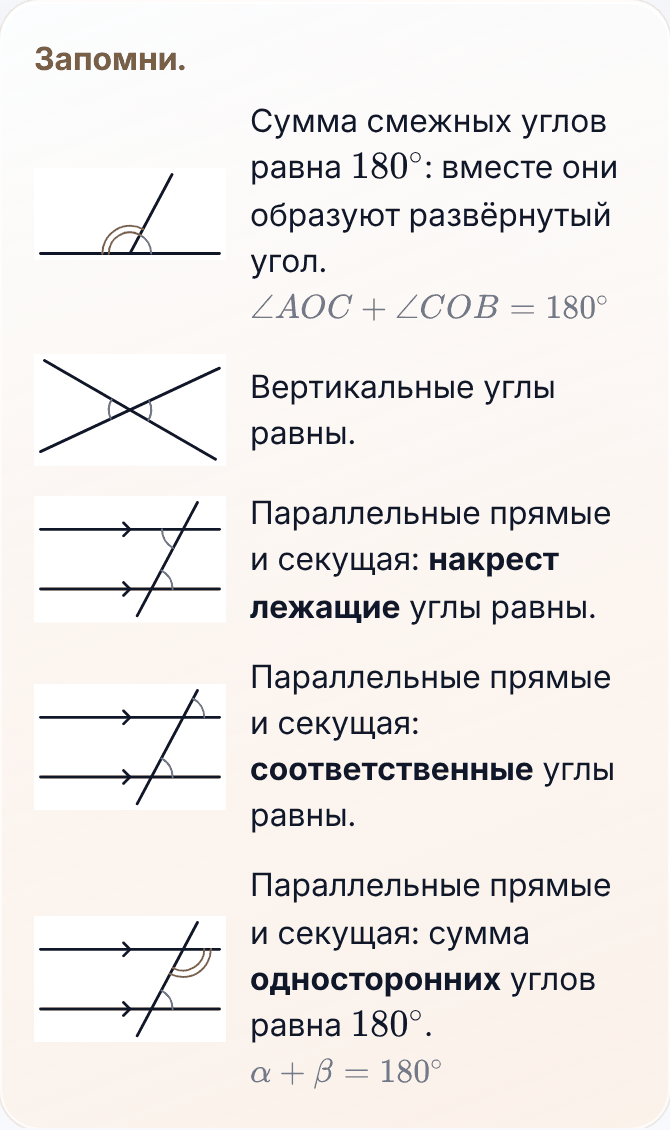 Запомни.
Сумма смежных углов
равна 180°: вместе они
образуют развёрнутый
угол.
∠AOC + ∠COB = 180°
Вертикальные углы
равны.
Параллельные прямые
и секущая: накрест
лежащие углы равны.
Параллельные прямые
и секущая:
соответственные углы
равны.
Параллельные прямые
и секущая: сумма
односторонних углов
равна 180°.
α + β = 180°